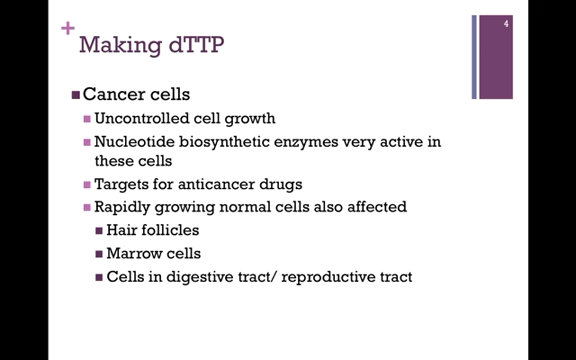 4
+
Making dTTP
Cancer cells
Uncontrolled cell growth
Nucleotide biosynthetic enzymes very active in
these cells
Targets for anticancer drugs
Rapidly growing normal cells also affected
Hair follicles
Marrow cells
Cells in digestive tract/ reproductive tract